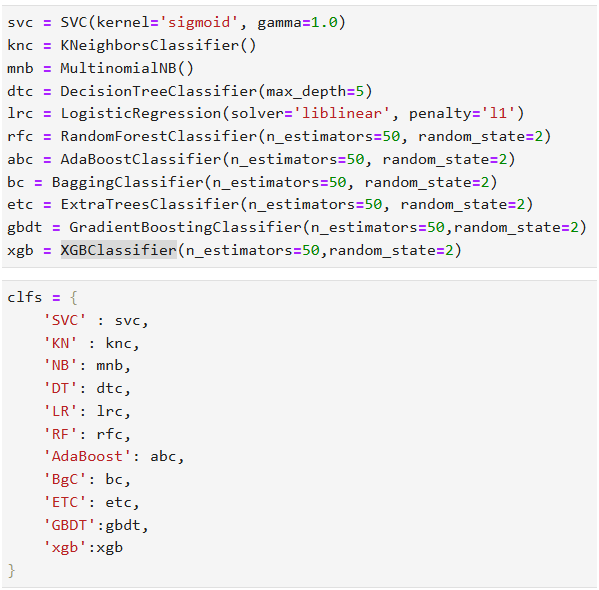 svc = SVC(kernel='sigmoid', gamma=1.0)
knc = KNeighborsClassifier()
mnb = MultinomialNB()
dtc = DecisionTreeClassifier(max_depth=5)
lrc = LogisticRegression(solver='liblinear', penalty='l1')
rfc = RandomForestClassifier(n_estimators=50, random_state=2)
abc = AdaBoostClassifier(n_estimators=50, random_state=2)
bc = BaggingClassifier(n_estimators=50, random_state=2)
etc = ExtraTreesClassifier(n_estimators=50, random_state=2)
gbdt = GradientBoostingClassifier(n_estimators=50,random_state=2)
xgb = XGBClassifier(n_estimators=50,random_state=2)
clfs = {
    'SVC' : svc,
    'KN' : knc,
    'NB': mnb,
    'DT': dtc,
    'LR': lrc,
    'RF': rfc,
    'AdaBoost': abc,
    'BgC': bc,
    'ETC': etc,
    'GBDT':gbdt,
    'xgb':xgb
}